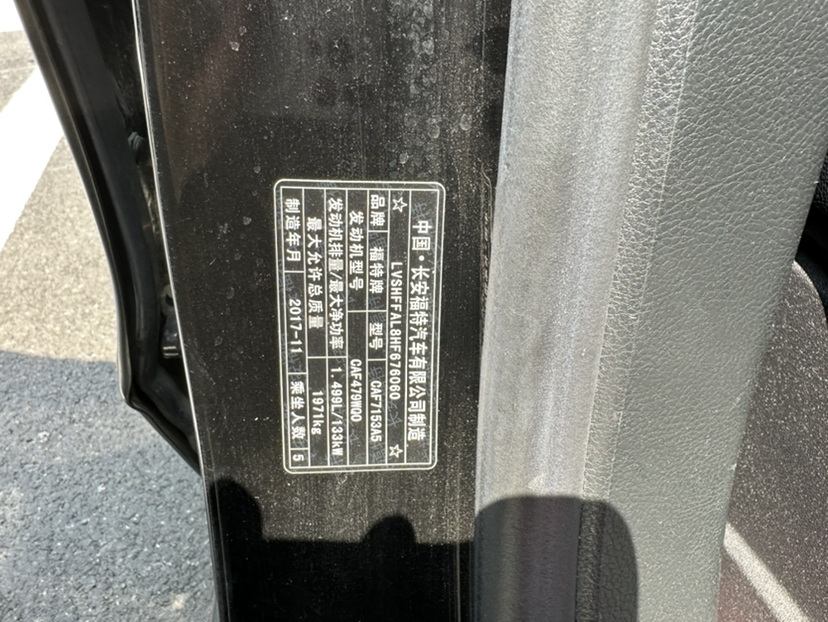 中国·长安福特汽车有限公司制造
☆ LVSHFFAL8HF676060 ☆
品牌 福特牌 型号 CAF7153A5
发动机型号 CAF479WQ0
发动机排量/最大净功率 1.499L/133kW
最大允许总质量 1971kg
制造年月 2017-11 乘坐人数 5